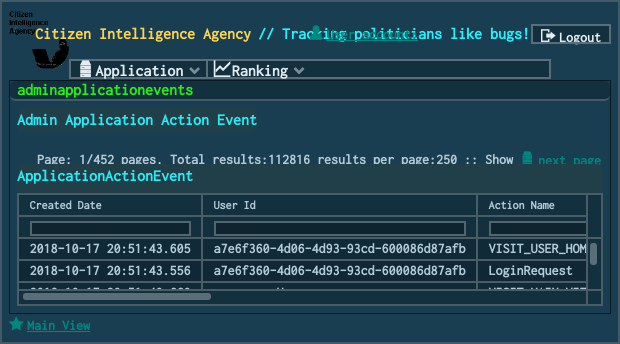 Citizen
Intelligence
Agency
Citizen Intelligence Agency // Tracking politicians like bugs!
Logout
Application Ranking
adminapplicationevents
Admin Application Action Event
Page: 1/452 pages. Total results:112816 results per page:250 :: Show next page
ApplicationActionEvent
Created Date User Id Action Name
2018-10-17 20:51:43.605 a7e6f360-4d06-4d93-93cd-600086d87afb VISIT_USER_HOM
2018-10-17 20:51:43.556 a7e6f360-4d06-4d93-93cd-600086d87afb LoginRequest
Main View